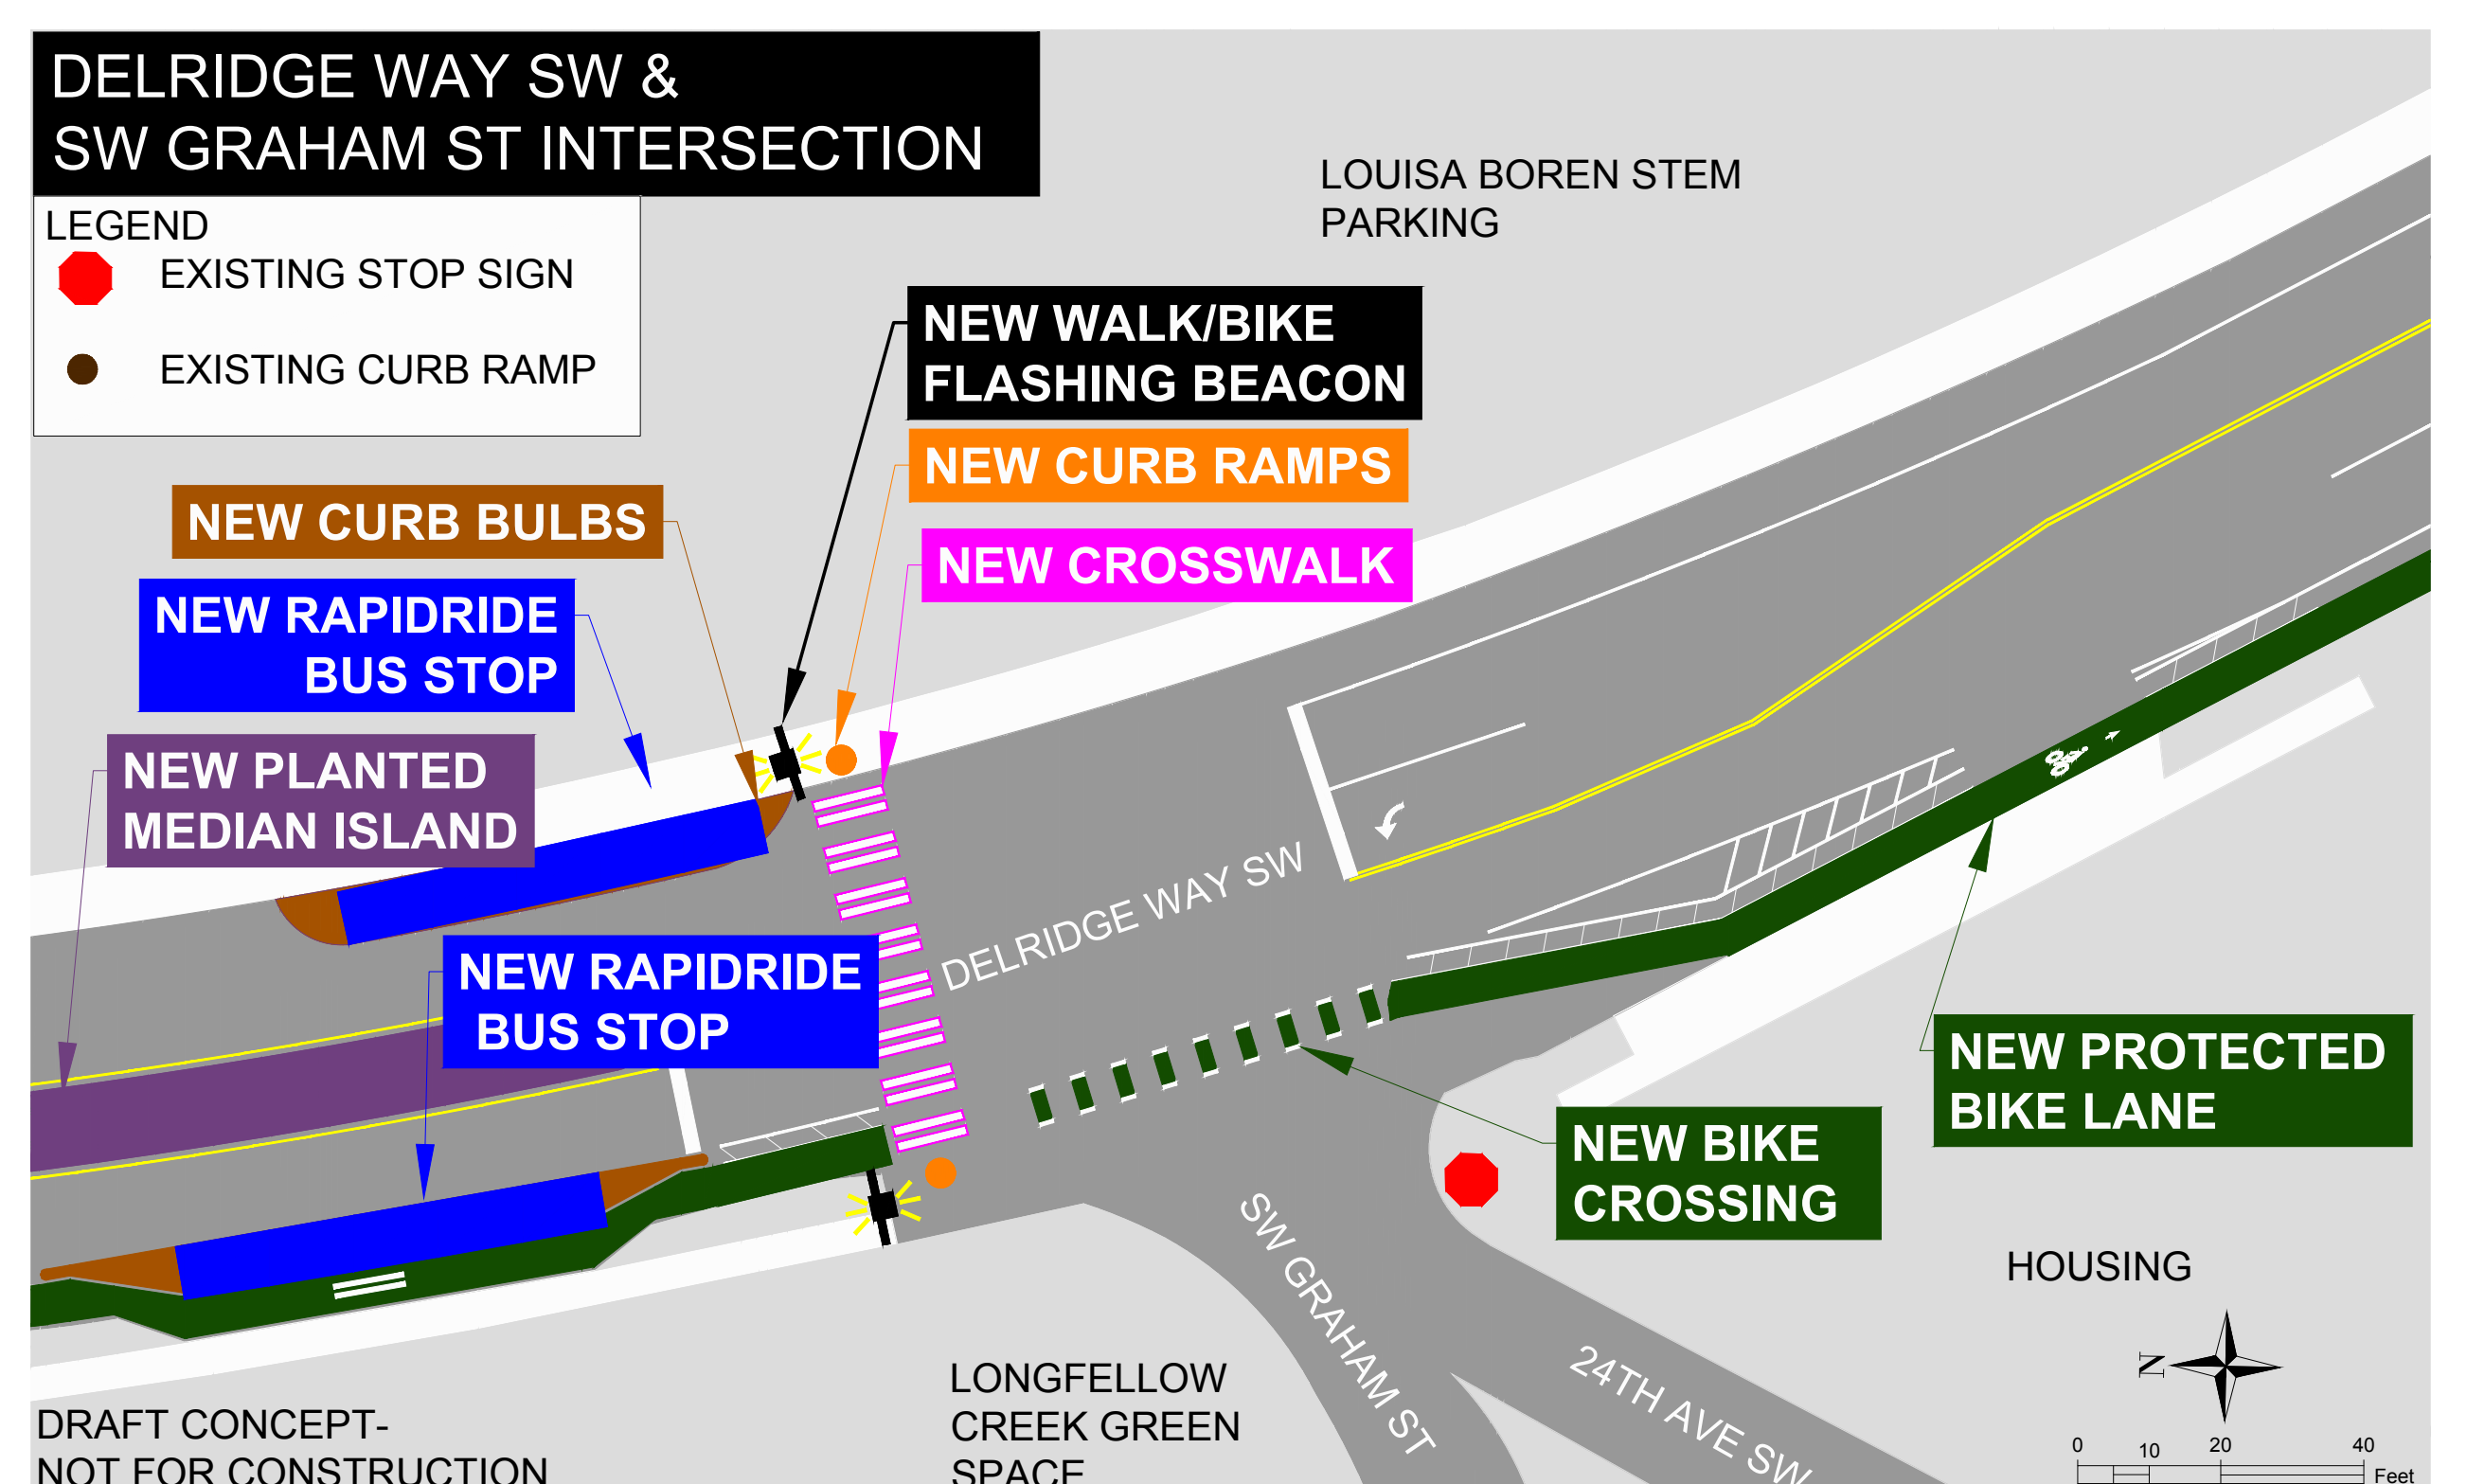 DELRIDGE WAY SW &
SW GRAHAM ST INTERSECTION
LEGEND
EXISTING STOP SIGN
EXISTING CURB RAMP
LOUISA BOREN STEM
PARKING
NEW WALK/BIKE
FLASHING BEACON
NEW CURB RAMPS
NEW CROSSWALK
NEW CURB BULBS
NEW RAPIDRIDE
BUS STOP
NEW PLANTED
MEDIAN ISLAND
NEW RAPIDRIDE
BUS STOP
DELRIDGE WAY SW
NEW PROTECTED
BIKE LANE
NEW BIKE
CROSSING
SW GRAHAM ST
24TH AVE SW
HOUSING
LONGFELLOW
CREEK GREEN
SPACE
DRAFT CONCEPT-
NOT FOR CONSTRUCTION
N
0 10 20 40
Feet